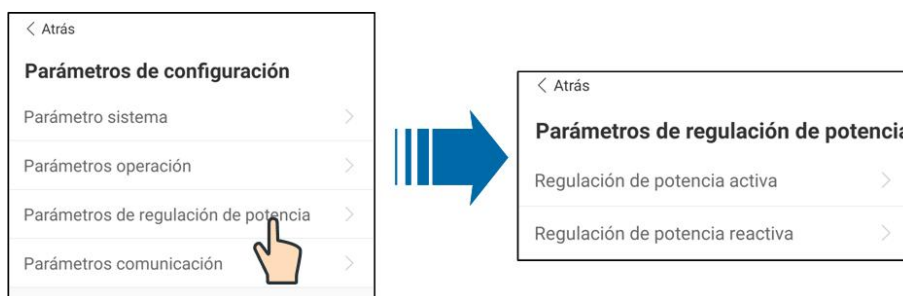 < Atrás
Parámetros de configuración
Parámetro sistema
Parámetros operación
Parámetros de regulación de potencia
Parámetros comunicación
< Atrás
Parámetros de regulación de potencia
Regulación de potencia activa
Regulación de potencia reactiva